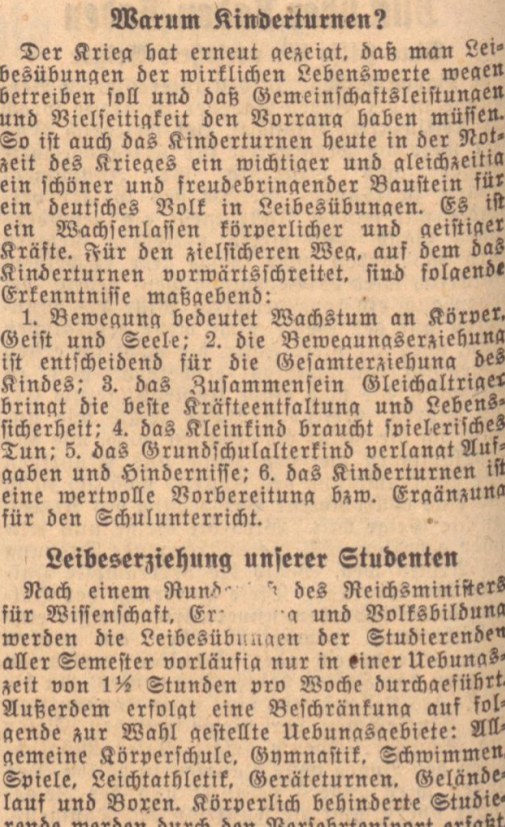 Warum Kinderturnen?
Der Krieg hat erneut gezeigt, daß man Lei-
besübungen der wirklichen Lebenswerte wegen
betreiben soll und daß Gemeinschaftsleistungen
und Vielseitigkeit den Vorrang haben müssen.
So ist auch das Kinderturnen heute in der Not-
zeit des Krieges ein wichtiger und gleichzeitig
ein schöner und freudebringender Baustein für
ein deutsches Volk in Leibesübungen. Es ist
ein Wachsenlassen körperlicher und geistiger
Kräfte. Für den zielsicheren Weg, auf dem das
Kinderturnen vorwärtsschreitet, sind folgende
Erkenntnisse maßgebend:
1. Bewegung bedeutet Wachstum an Körper,
Geist und Seele; 2. die Bewegungserziehung
ist entscheidend für die Gesamterziehung des
Kindes; 3. das Zusammensein Gleichaltriger
bringt die beste Kräfteentfaltung und Lebens-
sicherheit; 4. das Kleinkind braucht spielerisches
Tun; 5. das Grundschulalterkind verlangt Auf-
gaben und Hindernisse; 6. das Kinderturnen ist
eine wertvolle Vorbereitung bzw. Ergänzung
für den Schulunterricht.
Leibeserziehung unserer Studenten
Nach einem des Reichsministers
für Wissenschaft, und Volksbildung
werden die Leibesübungen der Studierenden
aller Semester vorläufig nur in einer Uebungs-
zeit von 1½ Stunden pro Woche durchgeführt.
Außerdem erfolgt eine Beschränkung auf fol-
gende zur Wahl gestellte Uebungsgebiete: All-
gemeine Körperschule, Gymnastik, Schwimmen,
Spiele, Leichtathletik, Geräteturnen, Gelände-
lauf und Boxen. Körperlich behinderte Studie-
rende werden durch den Versehrtensport erfaßt